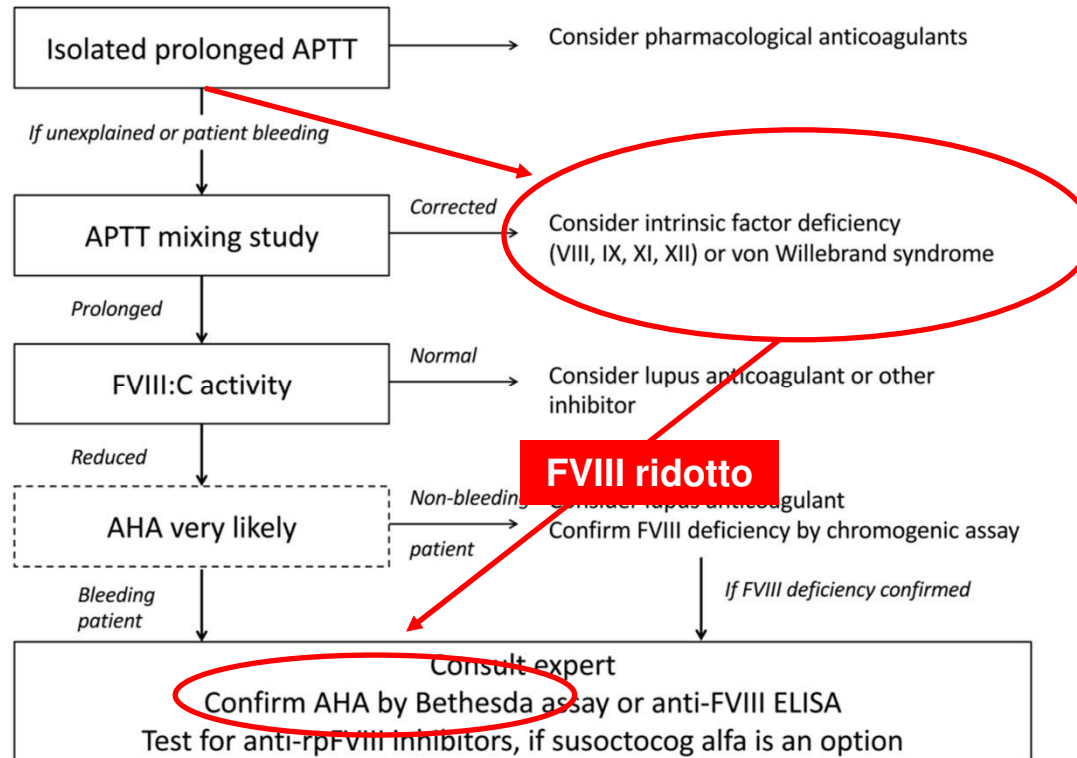 Isolated prolonged APTT
Consider pharmacological anticoagulants
If unexplained or patient bleeding
APTT mixing study
Corrected
Consider intrinsic factor deficiency
(VIII, IX, XI, XII) or von Willebrand syndrome
Prolonged
FVIII:C activity
Normal
Consider lupus anticoagulant or other
inhibitor
Reduced
FVIII ridotto
AHA very likely
Non-bleeding
patient
Consider lupus anticoagulant
Confirm FVIII deficiency by chromogenic assay
Bleeding
patient
If FVIII deficiency confirmed
Consult expert
Confirm AHA by Bethesda assay or anti-FVIII ELISA
Test for anti-rpFVIII inhibitors, if susoctocog alfa is an option